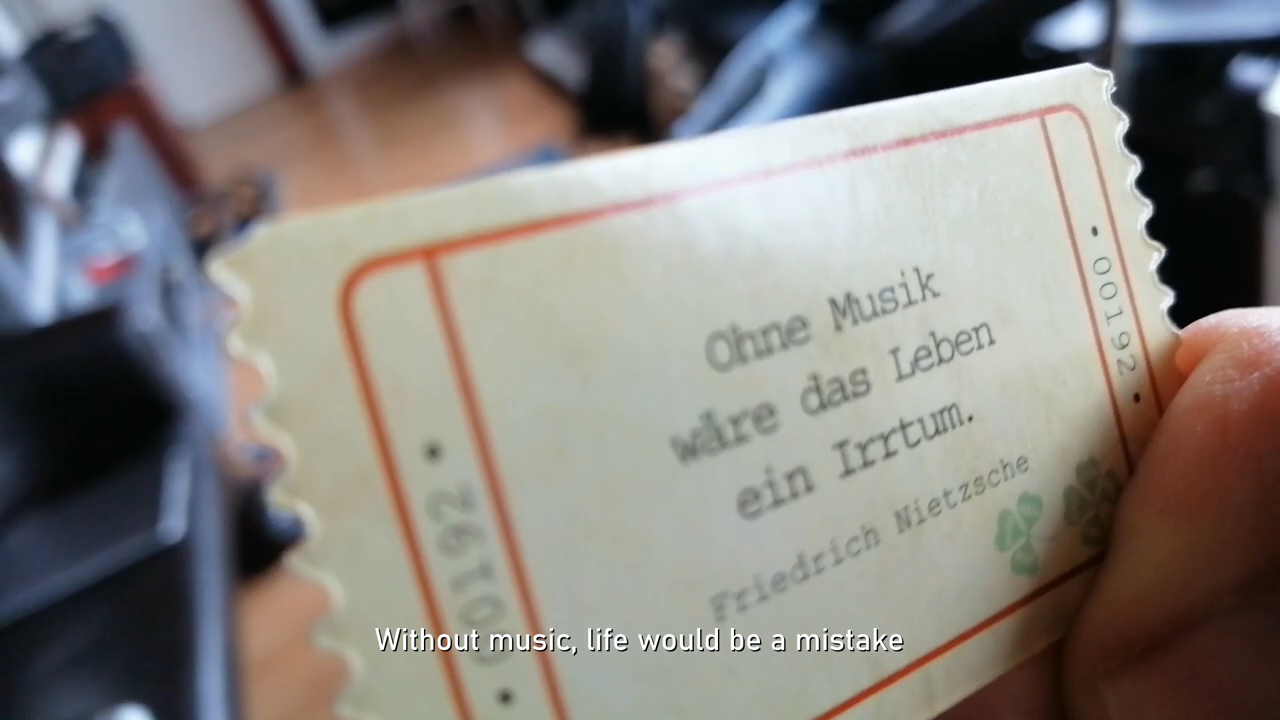 Ohne Musik
wäre das Leben
ein Irrtum.
Friedrich Nietzsche
• 00192 •
• 00192 •
Without music, life would be a mistake